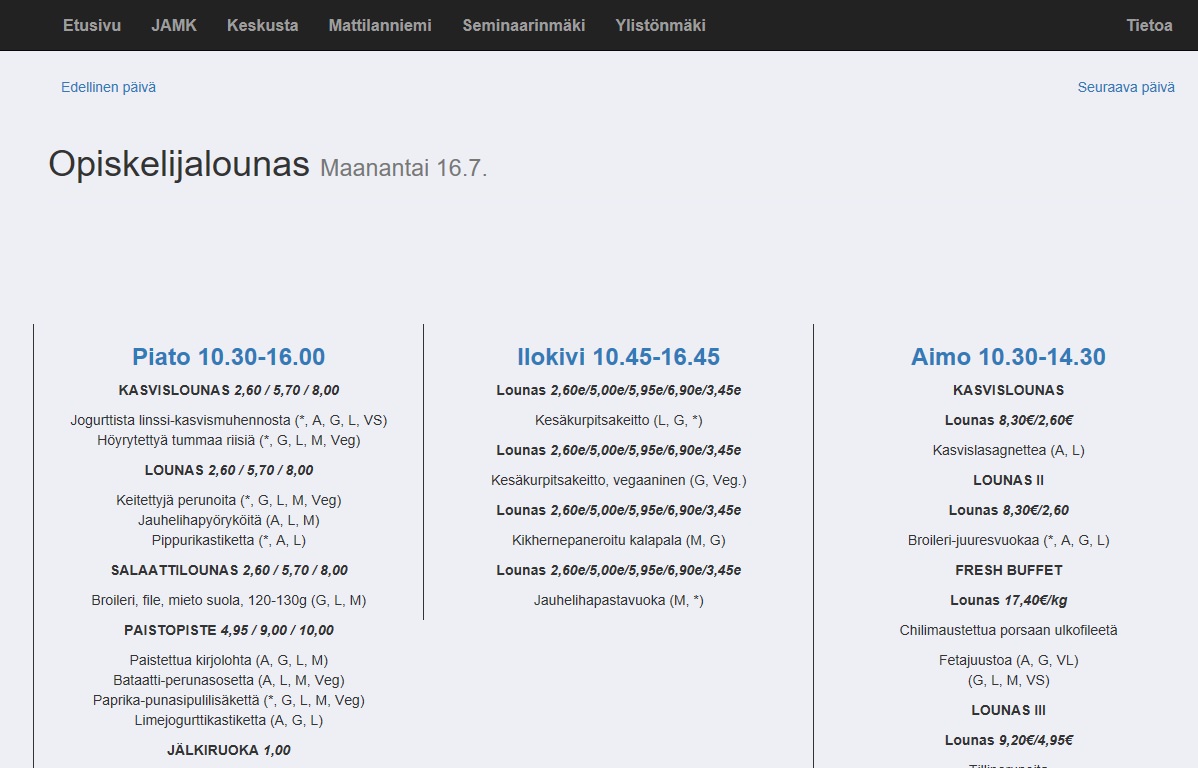 Etusivu JAMK Keskusta Mattilanniemi Seminaarinmäki Ylistönmäki Tietoa
Edellinen päivä Seuraava päivä
Opiskelijalounas Maanantai 16.7.
Piato 10.30-16.00
KASVISLOUNAS 2,60 / 5,70 / 8,00
Jogurttista linssi-kasvismuhennosta (*, A, G, L, VS)
Höyrytettyä tummaa riisiä (*, G, L, M, Veg)
LOUNAS 2,60 / 5,70 / 8,00
Keitettyjä perunoita (*, G, L, M, Veg)
Jauhelihapyöryköitä (A, L, M)
Pippurikastiketta (*, A, L)
SALAATTILOUNAS 2,60 / 5,70 / 8,00
Broileri, file, mieto suola, 120-130g (G, L, M)
PAISTOPISTE 4,95 / 9,00 / 10,00
Paistettua kirjolohta (A, G, L, M)
Bataatti-perunasosetta (A, L, M, Veg)
Paprika-punasipulilisäkettä (*, G, L, M, Veg)
Limejogurttikastiketta (A, G, L)
JÄLKIRUOKA 1,00
Ilokivi 10.45-16.45
Lounas 2,60e/5,00e/5,95e/6,90e/3,45e
Kesäkurpitsakeitto (L, G, *)
Lounas 2,60e/5,00e/5,95e/6,90e/3,45e
Kesäkurpitsakeitto, vegaaninen (G, Veg.)
Lounas 2,60e/5,00e/5,95e/6,90e/3,45e
Kikhernepaneroitu kalapala (M, G)
Lounas 2,60e/5,00e/5,95e/6,90e/3,45e
Jauhelihapastavuoka (M, *)
Aimo 10.30-14.30
KASVISLOUNAS
Lounas 8,30€/2,60€
Kasvislasagnettea (A, L)
LOUNAS II
Lounas 8,30€/2,60
Broileri-juuresvuokaa (*, A, G, L)
FRESH BUFFET
Lounas 17,40€/kg
Chilimaustettua porsaan ulkofileetä
Fetajuustoa (A, G, VL)
(G, L, M, VS)
LOUNAS III
Lounas 9,20€/4,95€